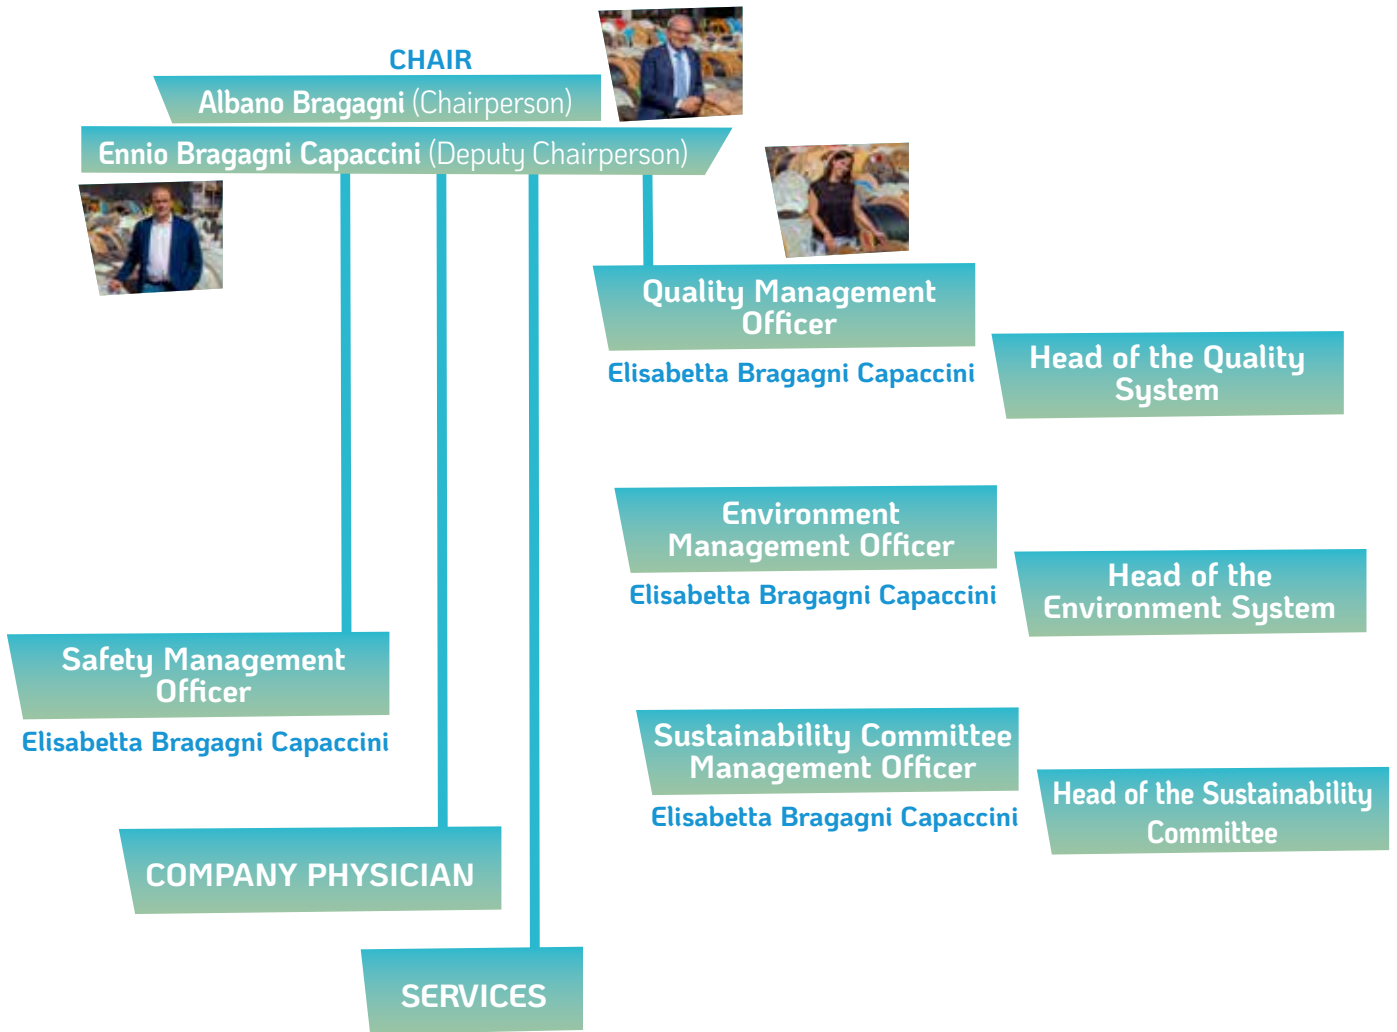 CHAIR
Albano Bragagni (Chairperson)
Ennio Bragagni Capaccini (Deputy Chairperson)
Quality Management
Officer
Elisabetta Bragagni Capaccini
Head of the Quality
System
Environment
Management Officer
Elisabetta Bragagni Capaccini
Head of the
Environment System
Safety Management
Officer
Elisabetta Bragagni Capaccini
Sustainability Committee
Management Officer
Elisabetta Bragagni Capaccini
Head of the Sustainability
Committee
COMPANY PHYSICIAN
SERVICES